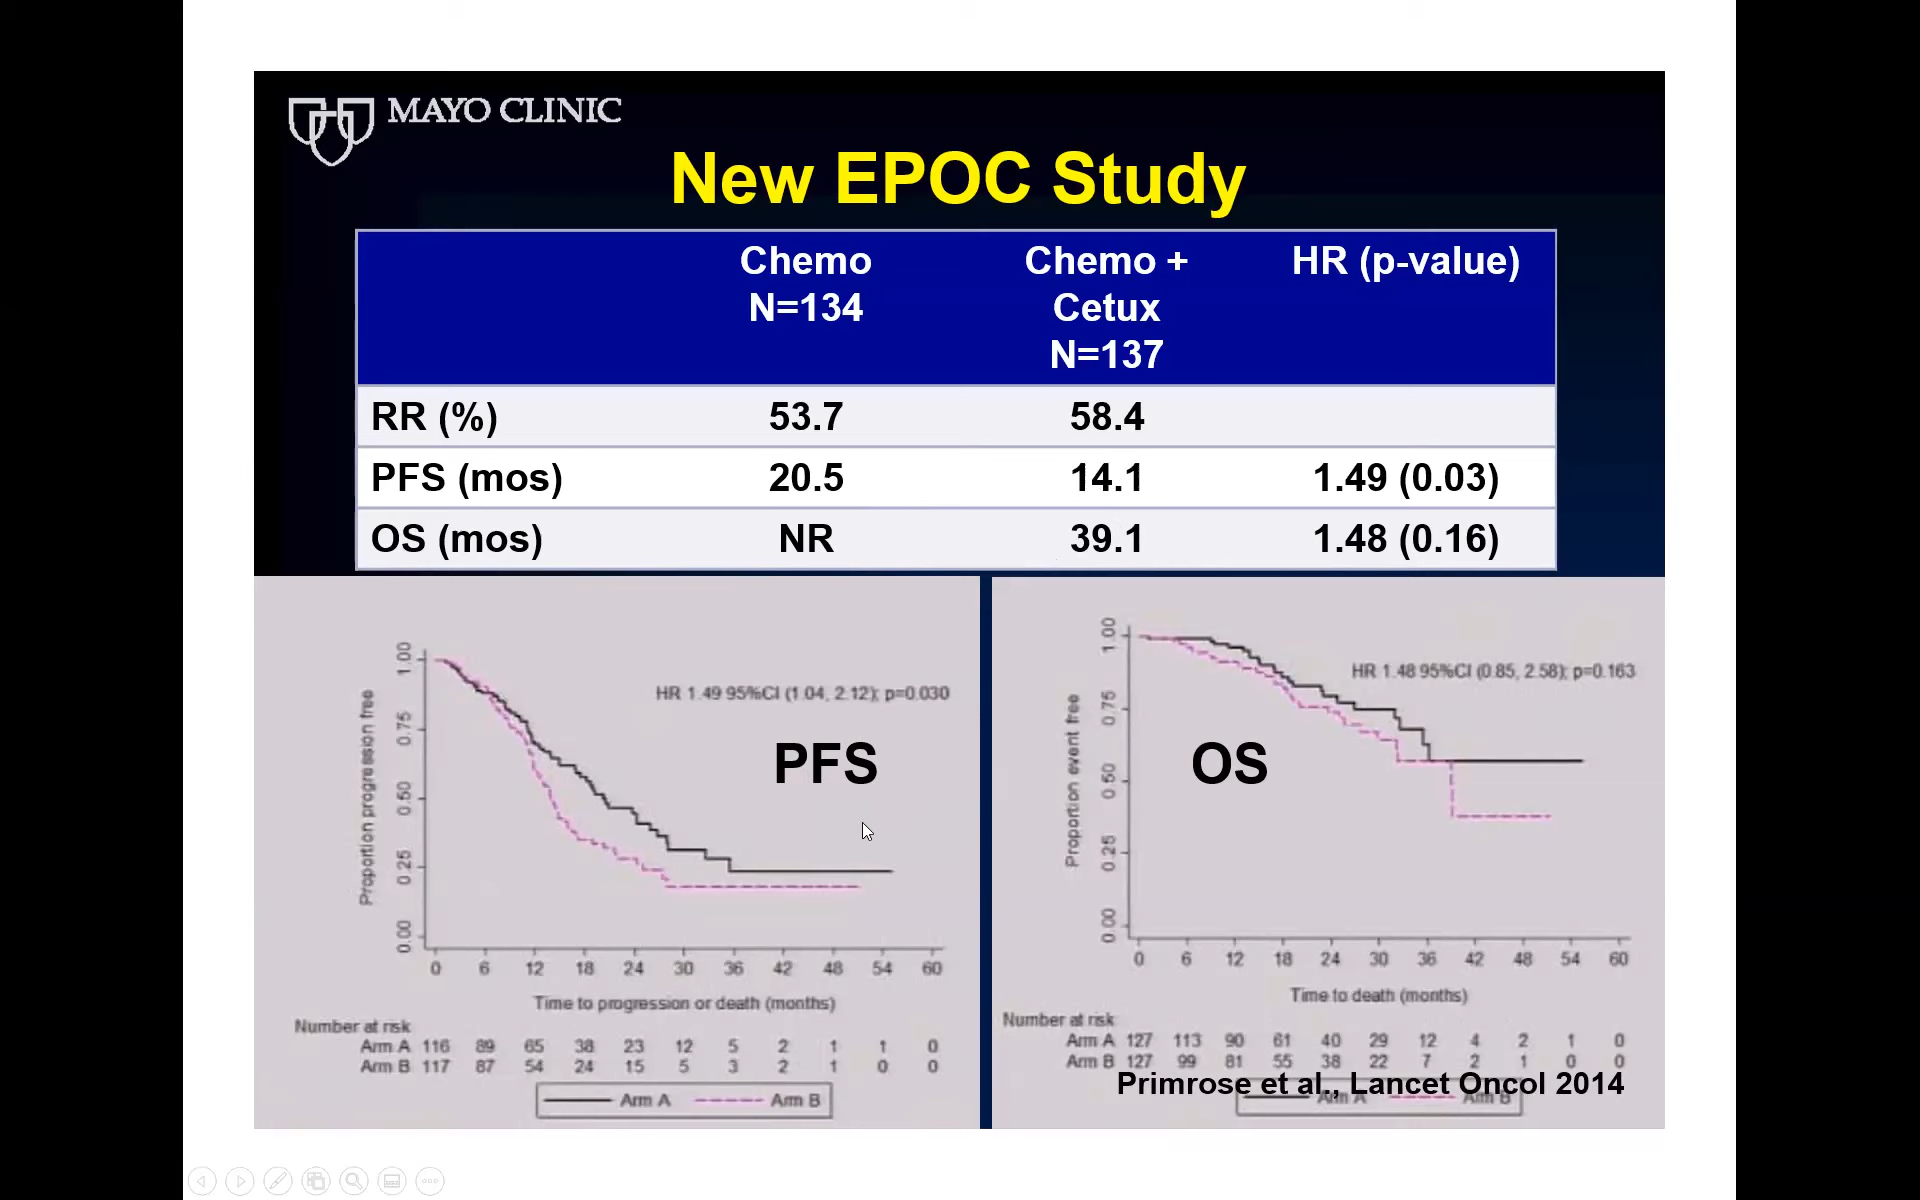 MAYO CLINIC
New EPOC Study
Chemo N=134 Chemo + Cetux N=137 HR (p-value)
RR (%) 53.7 58.4
PFS (mos) 20.5 14.1 1.49 (0.03)
OS (mos) NR 39.1 1.48 (0.16)
HR 1.49 95%CI (1.04, 2.12); p=0.030
PFS
Proportion progression free
1.00
0.75
0.50
0.25
0.00
0 6 12 18 24 30 36 42 48 54 60
Time to progression or death (months)
Number at risk
Arm A 116 89 65 38 23 12 5 2 1 1 0
Arm B 117 87 54 24 15 5 3 2 1 0 0
Arm A Arm B
HR 1.48 95%CI (0.85, 2.58); p=0.163
OS
Proportion event free
1.00
0.75
0.50
0.25
0.00
0 6 12 18 24 30 36 42 48 54 60
Time to death (months)
Number at risk
Arm A 127 113 90 61 40 29 12 4 2 1 0
Arm B 127 99 81 55 38 22 7 2 1 0 0
Primrose et al., Lancet Oncol 2014
Arm A Arm B